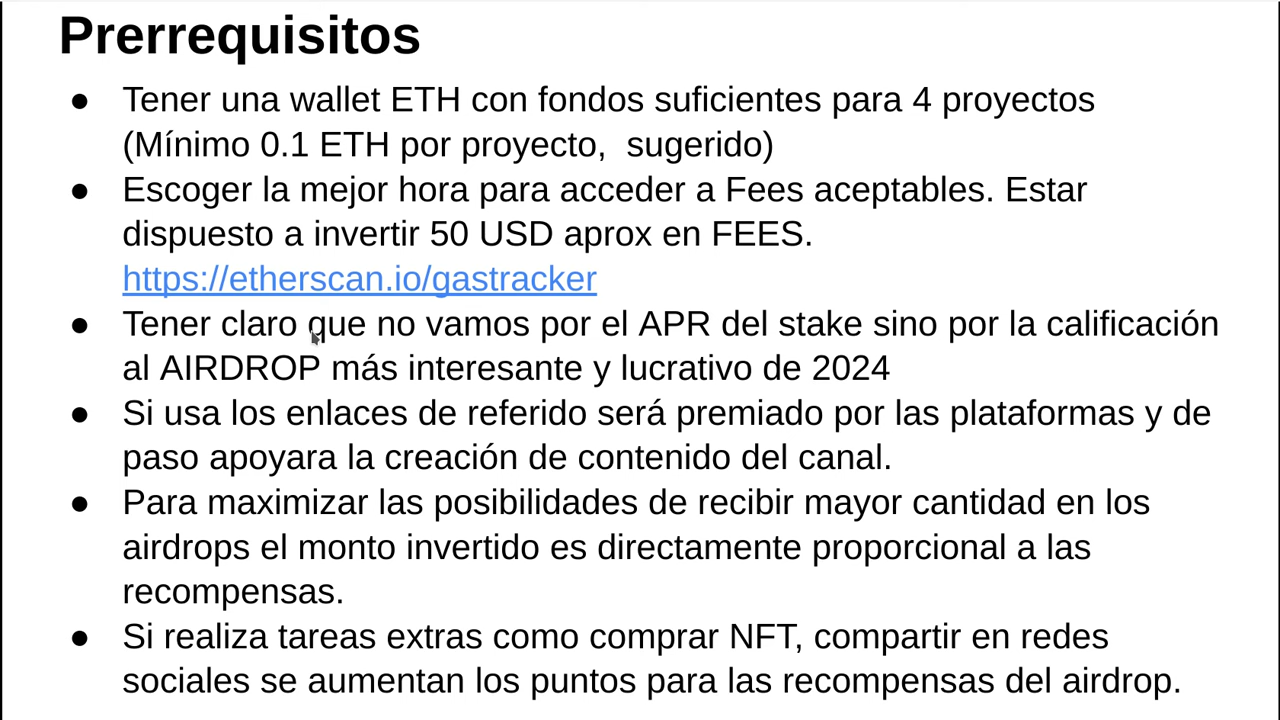 Prerrequisitos
● Tener una wallet ETH con fondos suficientes para 4 proyectos
(Mínimo 0.1 ETH por proyecto,  sugerido)
● Escoger la mejor hora para acceder a Fees aceptables. Estar
dispuesto a invertir 50 USD aprox en FEES.
https://etherscan.io/gastracker
● Tener claro que no vamos por el APR del stake sino por la calificación
al AIRDROP más interesante y lucrativo de 2024
● Si usa los enlaces de referido será premiado por las plataformas y de
paso apoyara la creación de contenido del canal.
● Para maximizar las posibilidades de recibir mayor cantidad en los
airdrops el monto invertido es directamente proporcional a las
recompensas.
● Si realiza tareas extras como comprar NFT, compartir en redes
sociales se aumentan los puntos para las recompensas del airdrop.